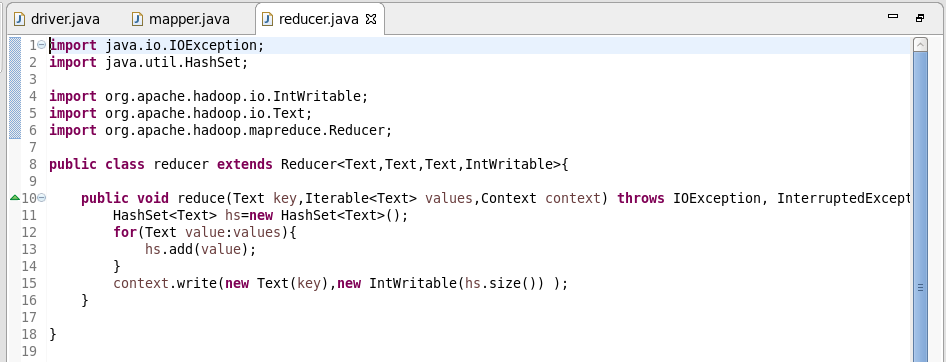 driver.java mapper.java reducer.java
1 import java.io.IOException;
2 import java.util.HashSet;
3
4 import org.apache.hadoop.io.IntWritable;
5 import org.apache.hadoop.io.Text;
6 import org.apache.hadoop.mapreduce.Reducer;
7
8 public class reducer extends Reducer<Text,Text,Text,IntWritable>{
9
10 public void reduce(Text key,Iterable<Text> values,Context context) throws IOException, InterruptedExcept
11 HashSet<Text> hs=new HashSet<Text>();
12 for(Text value:values){
13 hs.add(value);
14 }
15 context.write(new Text(key),new IntWritable(hs.size()) );
16 }
17
18 }
19